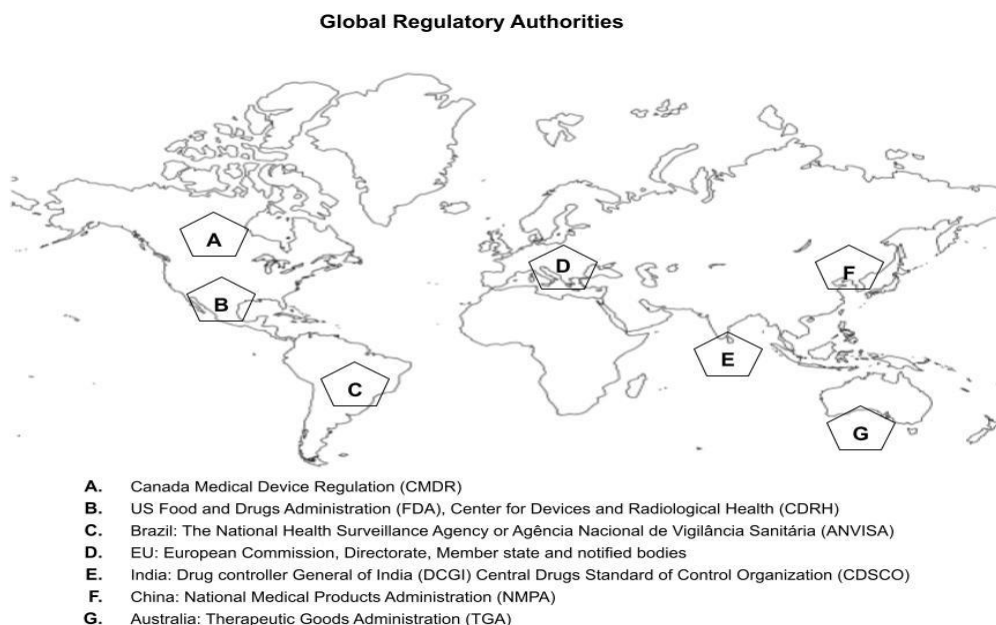 Global Regulatory Authorities
A
B
C
D
E
F
G
A. Canada Medical Device Regulation (CMDR)
B. US Food and Drugs Administration (FDA), Center for Devices and Radiological Health (CDRH)
C. Brazil: The National Health Surveillance Agency or Agência Nacional de Vigilância Sanitária (ANVISA)
D. EU: European Commission, Directorate, Member state and notified bodies
E. India: Drug controller General of India (DCGI) Central Drugs Standard of Control Organization (CDSCO)
F. China: National Medical Products Administration (NMPA)
G. Australia: Therapeutic Goods Administration (TGA)